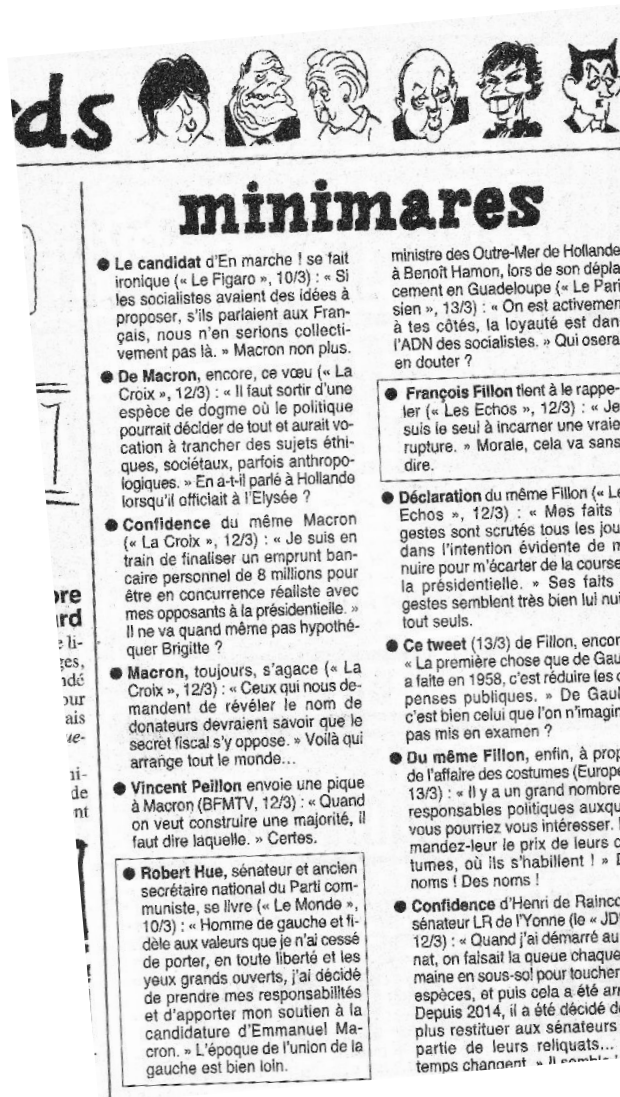 ds
minimares
● Le candidat d'En marche ! se fait
ironique (« Le Figaro », 10/3) : « Si
les socialistes avaient des idées à
proposer, s'ils parlaient aux Fran-
çais, nous n'en serions collecti-
vement pas là. » Macron non plus.
● De Macron, encore, ce vœu (« La
Croix », 12/3) : « Il faut sortir d'une
espèce de dogme où le politique
pourrait décider de tout et aurait vo-
cation à trancher des sujets éthi-
ques, sociétaux, parfois anthropo-
logiques. » En a-t-il parlé à Hollande
lorsqu'il officiait à l'Elysée ?
● Confidence du même Macron
(« La Croix », 12/3) : « Je suis en
train de finaliser un emprunt ban-
caire personnel de 8 millions pour
être en concurrence réaliste avec
mes opposants à la présidentielle. »
Il ne va quand même pas hypothé-
quer Brigitte ?
● Macron, toujours, s'agace (« La
Croix », 12/3) : « Ceux qui nous de-
mandent de révéler le nom de
donateurs devraient savoir que le
secret fiscal s'y oppose. » Voilà qui
arrange tout le monde...
● Vincent Peillon envoie une pique
à Macron (BFMTV, 12/3) : « Quand
on veut construire une majorité, il
faut dire laquelle. » Certes.
● Robert Hue, sénateur et ancien
secrétaire national du Parti com-
muniste, se livre (« Le Monde »,
10/3) : « Homme de gauche et fi-
dèle aux valeurs que je n'ai cessé
de porter, en toute liberté et les
yeux grands ouverts, j'ai décidé
de prendre mes responsabilités
et d'apporter mon soutien à la
candidature d'Emmanuel Ma-
cron. » L'époque de l'union de la
gauche est bien loin.
ministre des Outre-Mer de Hollande
à Benoît Hamon, lors de son dépla
cement en Guadeloupe (« Le Pari
sien », 13/3) : « On est activemen
à tes côtés, la loyauté est dan
l'ADN des socialistes. » Qui osera
en douter ?
● François Fillon tient à le rappe-
ler (« Les Echos », 12/3) : « Je
suis le seul à incarner une vraie
rupture. » Morale, cela va sans
dire.
● Déclaration du même Fillon (« Le
Echos », 12/3) : « Mes faits
gestes sont scrutés tous les jou
dans l'intention évidente de m
nuire pour m'écarter de la course
la présidentielle. » Ses faits
gestes semblent très bien lui nui
tout seuls.
● Ce tweet (13/3) de Fillon, encor
« La première chose que de Gau
a faite en 1958, c'est réduire les d
penses publiques. » De Gaul
c'est bien celui que l'on n'imagin
pas mis en examen ?
● Du même Fillon, enfin, à prop
de l'affaire des costumes (Europe
13/3) : « Il y a un grand nombre
responsables politiques auxqu
vous pourriez vous intéresser.
mandez-leur le prix de leurs c
tumes, où ils s'habillent ! » D
noms ! Des noms !
● Confidence d'Henri de Rainco
sénateur LR de l'Yonne (le « JD
12/3) : « Quand j'ai démarré au
nat, on faisait la queue chaque
maine en sous-sol pour toucher
espèces, et puis cela a été arr
Depuis 2014, il a été décidé d
plus restituer aux sénateurs
partie de leurs reliquats...
temps changent. » Il semble
ore
rd
e li-
ges,
ndé
our
ais
ue-
ni-
de
nt